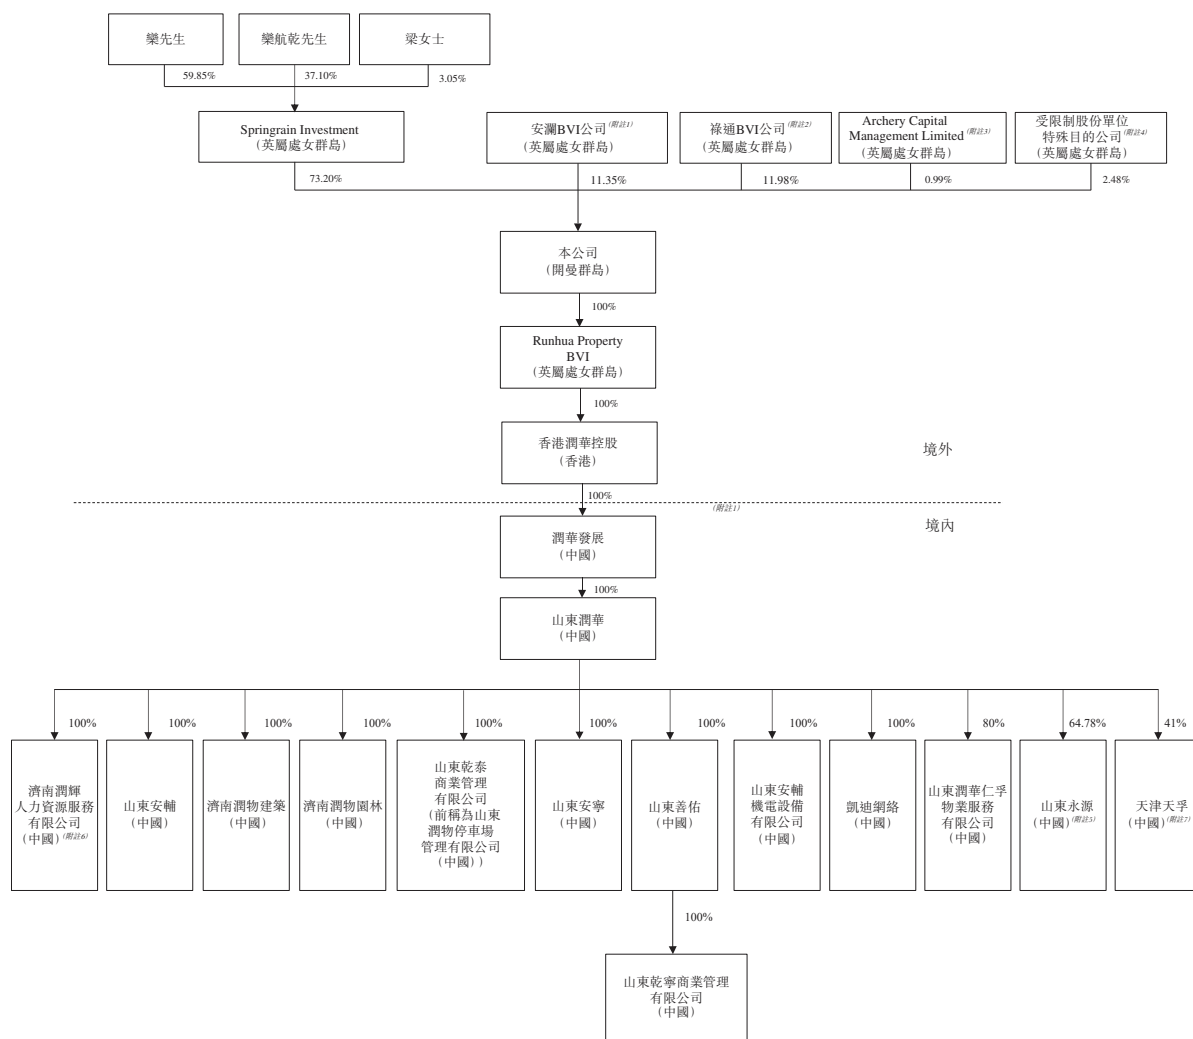 欒先生
欒航乾先生
梁女士
59.85%
37.10%
3.05%
Springrain Investment
(英屬處女群島)
安瀾BVI公司(附註1)
(英屬處女群島)
祿通BVI公司(附註2)
(英屬處女群島)
Archery Capital
Management Limited(附註3)
(英屬處女群島)
受限制股份單位
特殊目的公司(附註4)
(英屬處女群島)
73.20%
11.35%
11.98%
0.99%
2.48%
本公司
(開曼群島)
100%
Runhua Property
BVI
(英屬處女群島)
100%
香港潤華控股
(香港)
境外
100%
(附註1)
境內
潤華發展
(中國)
100%
山東潤華
(中國)
100%
100%
100%
100%
100%
100%
100%
100%
100%
80%
64.78%
41%
濟南潤輝
人力資源服務
有限公司
(中國)(附註6)
山東安輔
(中國)
濟南潤物建築
(中國)
濟南潤物園林
(中國)
山東乾泰
商業管理
有限公司
(前稱為山東
潤物停車場
管理有限公司
(中國))
山東安寧
(中國)
山東善佑
(中國)
山東安輔
機電設備
有限公司
(中國)
凱迪網絡
(中國)
山東潤華仁孚
物業服務
有限公司
(中國)
山東永源
(中國)(附註5)
天津天孚
(中國)(附註7)
100%
山東乾寧商業管理
有限公司
(中國)